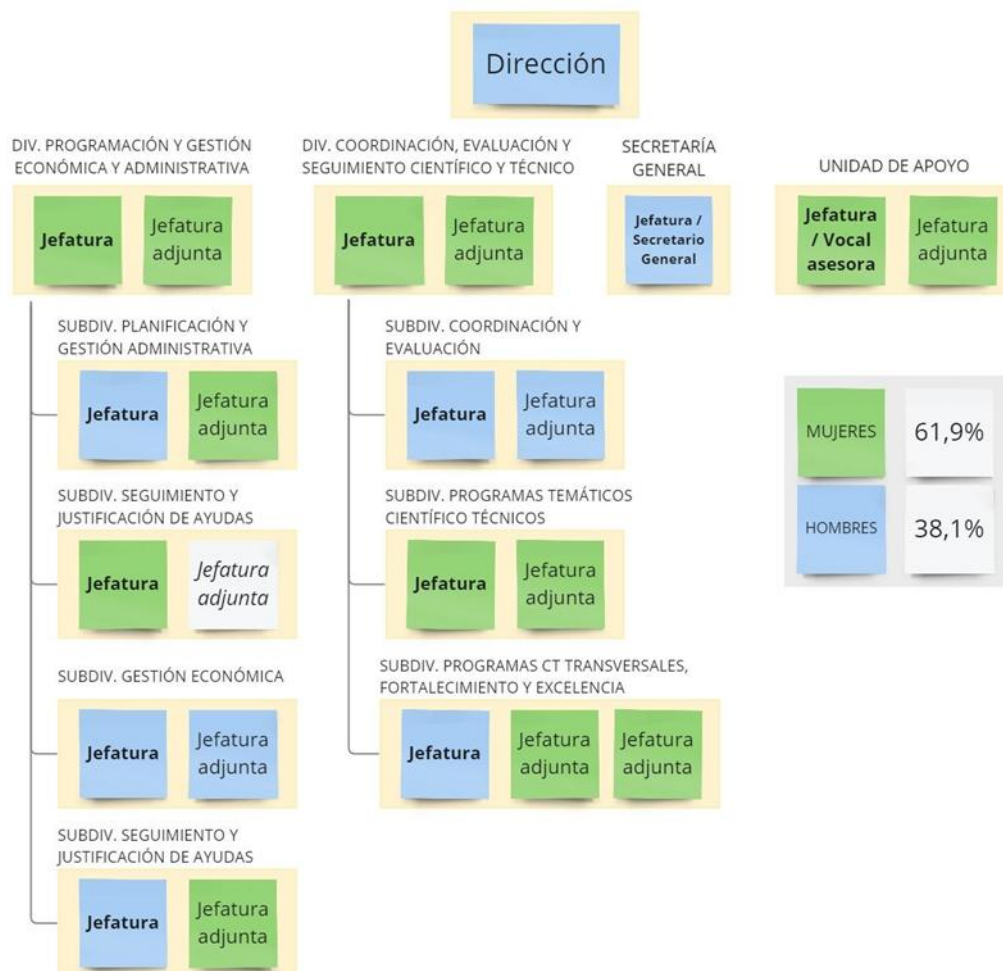 Dirección
DIV. PROGRAMACIÓN Y GESTIÓN
ECONÓMICA Y ADMINISTRATIVA
Jefatura
Jefatura
adjunta
DIV. COORDINACIÓN, EVALUACIÓN Y
SEGUIMIENTO CIENTÍFICO Y TÉCNICO
Jefatura
Jefatura
adjunta
SECRETARÍA
GENERAL
Jefatura /
Secretario
General
UNIDAD DE APOYO
Jefatura
/ Vocal
asesora
Jefatura
adjunta
SUBDIV. PLANIFICACIÓN Y
GESTIÓN ADMINISTRATIVA
Jefatura
Jefatura
adjunta
SUBDIV. SEGUIMIENTO Y
JUSTIFICACIÓN DE AYUDAS
Jefatura
Jefatura
adjunta
SUBDIV. GESTIÓN ECONÓMICA
Jefatura
Jefatura
adjunta
SUBDIV. SEGUIMIENTO Y
JUSTIFICACIÓN DE AYUDAS
Jefatura
Jefatura
adjunta
SUBDIV. COORDINACIÓN Y
EVALUACIÓN
Jefatura
Jefatura
adjunta
SUBDIV. PROGRAMAS TEMÁTICOS
CIENTÍFICO TÉCNICOS
Jefatura
Jefatura
adjunta
SUBDIV. PROGRAMAS CT TRANSVERSALES,
FORTALECIMIENTO Y EXCELENCIA
Jefatura
Jefatura
adjunta
Jefatura
adjunta
MUJERES
61,9%
HOMBRES
38,1%